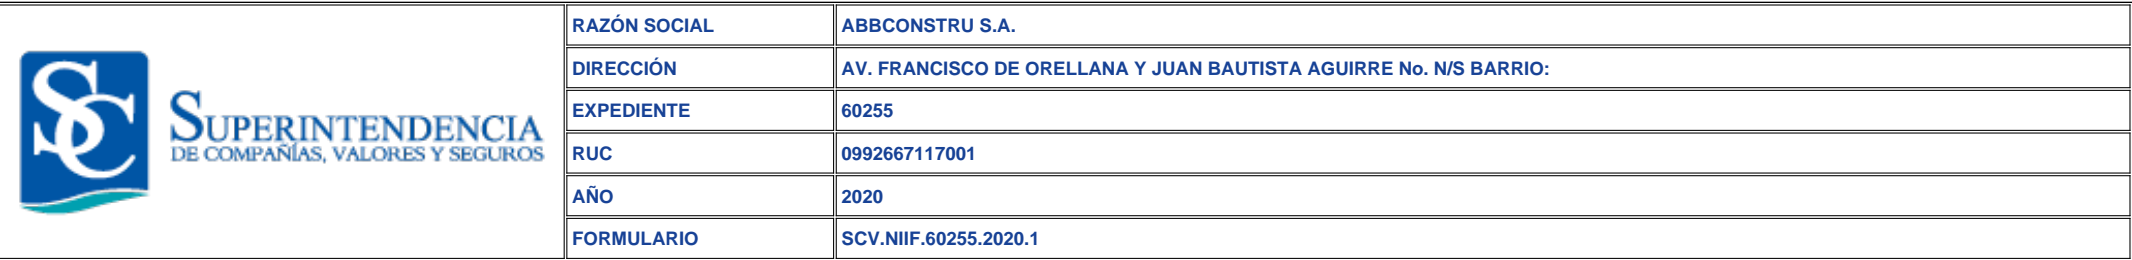 SC
SUPERINTENDENCIA
DE COMPAÑÍAS, VALORES Y SEGUROS
RAZÓN SOCIAL ABBCONSTRU S.A.
DIRECCIÓN AV. FRANCISCO DE ORELLANA Y JUAN BAUTISTA AGUIRRE No. N/S BARRIO:
EXPEDIENTE 60255
RUC 0992667117001
AÑO 2020
FORMULARIO SCV.NIIF.60255.2020.1